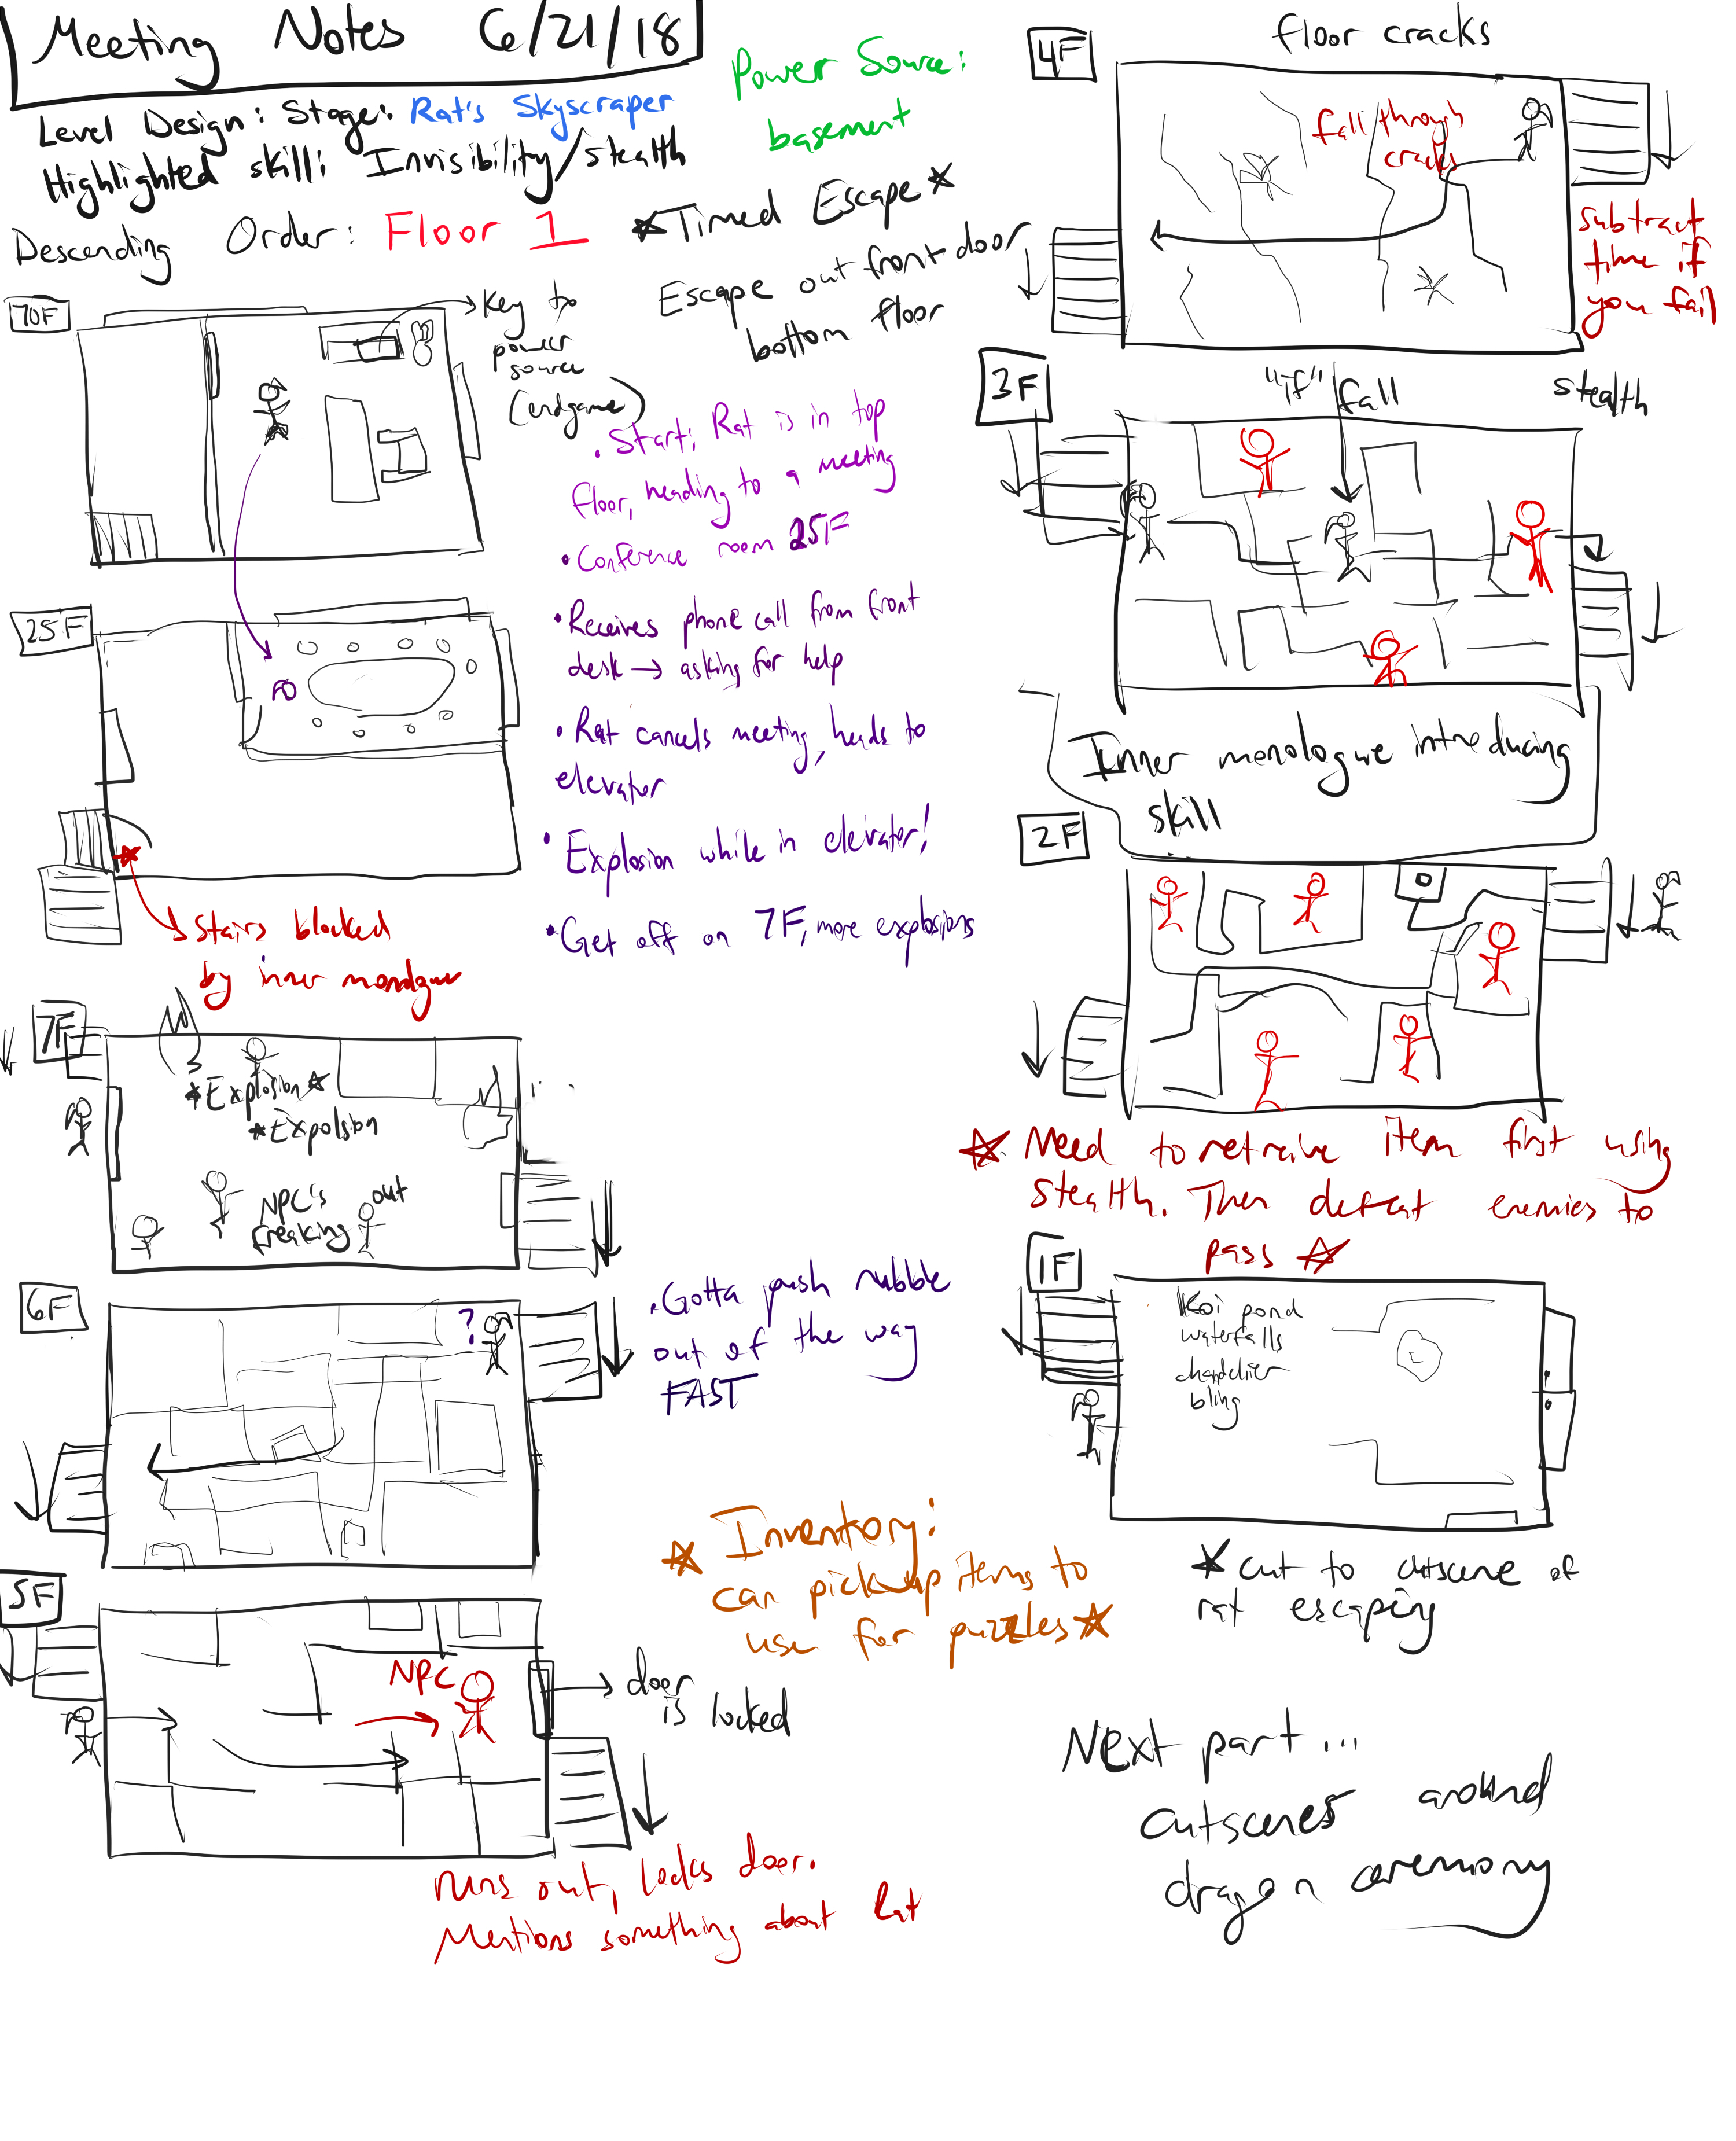 Meeting Notes 6/21/18
Level Design: Stage: Rat's Skyscraper
Highlighted skill: Invisibility/stealth
Descending Order: Floor 1
Power Source:
basement
★Timed Escape★
Escape out front door
bottom floor
70F
Key to
power
source
(endgame)
• Start: Rat is in top
floor, heading to a meeting
• Conference room 25F
• Receives phone call from front
desk → asking for help
• Rat cancels meeting, heads to
elevator
• Explosion while in elevator!
• Get off on 7F, more explosions
25F
Stairs blocked
by inner monologue
7F
★Explosion★
★Expolsion
NPC's
freaking out
6F
?
• Gotta push rubble
out of the way
FAST
★ Inventory:
can pick up items to
use for puzzles★
5F
NPC
door
is locked
runs out, locks door.
Mentions something about Rat
4F
floor cracks
fall through
cracks
subtract
time if
you fail
3F
"if" fall
stealth
Inner monologue introducing
skill
2F
★ Need to retreive item first using
stealth. Then defeat enemies to
pass ★
1F
Koi pond
waterfalls
chandelier
bling
★ cut to cutscene of
rat escaping
Next part...
cutscenes around
dragon ceremony